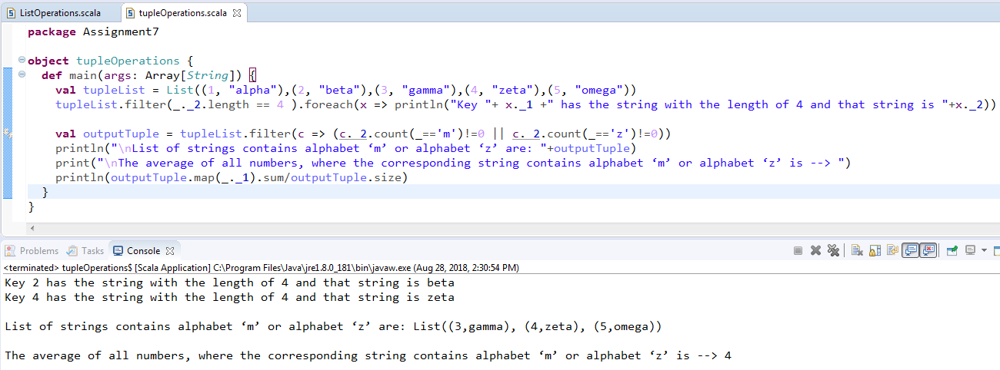 ListOperations.scala tupleOperations.scala
package Assignment7
object tupleOperations {
def main(args: Array[String]) {
val tupleList = List((1, "alpha"),(2, "beta"),(3, "gamma"),(4, "zeta"),(5, "omega"))
tupleList.filter(_._2.length == 4 ).foreach(x => println("Key "+ x._1 +" has the string with the length of 4 and that string is "+x._2))
val outputTuple = tupleList.filter(c => (c._2.count(_=='m')!=0 || c._2.count(_=='z')!=0))
println("\nList of strings contains alphabet ‘m’ or alphabet ‘z’ are: "+outputTuple)
print("\nThe average of all numbers, where the corresponding string contains alphabet ‘m’ or alphabet ‘z’ is --> ")
println(outputTuple.map(_._1).sum/outputTuple.size)
}
}
Problems Tasks Console
<terminated> tupleOperations$ [Scala Application] C:\Program Files\Java\jre1.8.0_181\bin\javaw.exe (Aug 28, 2018, 2:30:54 PM)
Key 2 has the string with the length of 4 and that string is beta
Key 4 has the string with the length of 4 and that string is zeta
List of strings contains alphabet ‘m’ or alphabet ‘z’ are: List((3,gamma), (4,zeta), (5,omega))
The average of all numbers, where the corresponding string contains alphabet ‘m’ or alphabet ‘z’ is --> 4